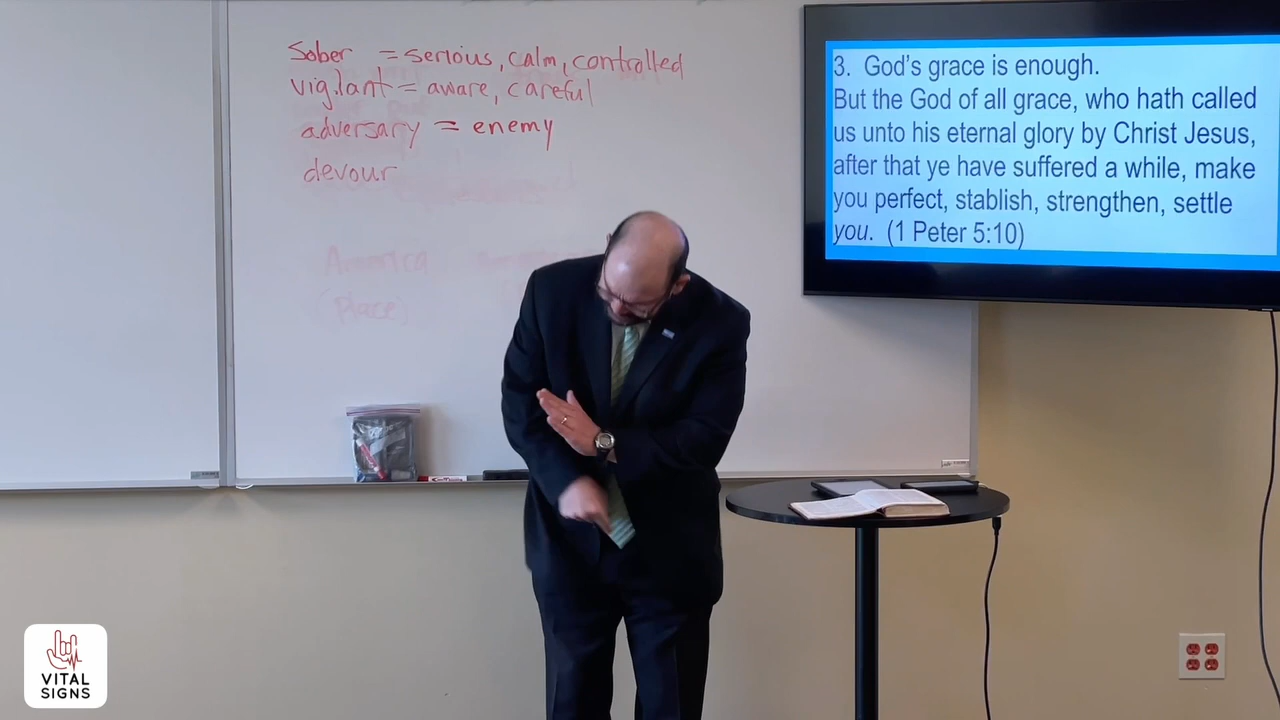 Sober = serious, calm, controlled
vigilant = aware, careful
adversary = enemy
devour
America
(Place)
3. God's grace is enough.
But the God of all grace, who hath called
us unto his eternal glory by Christ Jesus,
after that ye have suffered a while, make
you perfect, stablish, strengthen, settle
you. (1 Peter 5:10)
VITAL
SIGNS